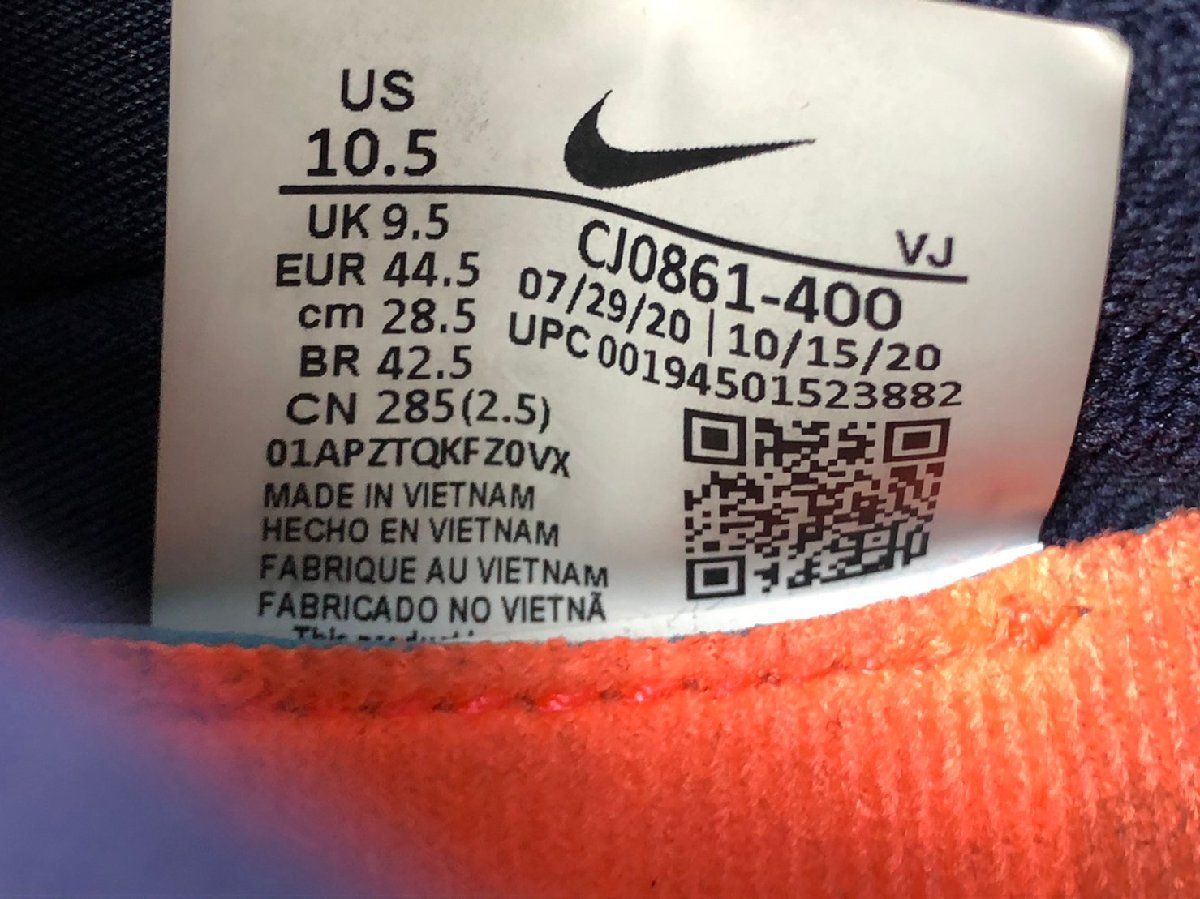 US
10.5
UK 9.5
EUR 44.5
cm 28.5
BR 42.5
CN 285(2.5)
01APZTQKFZ0VX
MADE IN VIETNAM
HECHO EN VIETNAM
FABRIQUE AU VIETNAM
FABRICADO NO VIETNÃ
This product
VJ
CJ0861-400
07/29/20 | 10/15/20
UPC 00194501523882